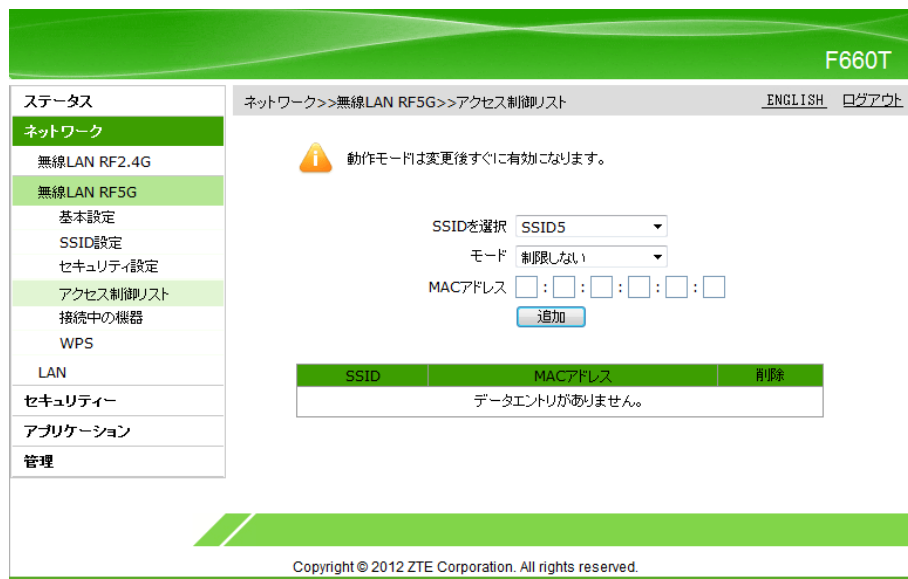 F660T
ステータス
ネットワーク
無線LAN RF2.4G
無線LAN RF5G
基本設定
SSID設定
セキュリティ設定
アクセス制御リスト
接続中の機器
WPS
LAN
セキュリティー
アプリケーション
管理
ネットワーク>>無線LAN RF5G>>アクセス制御リスト
ENGLISH ログアウト
i
動作モードは変更後すぐに有効になります。
SSIDを選択 SSID5
モード 制限しない
MACアドレス : : : : :
追加
SSID MACアドレス 削除
データエントリがありません。
Copyright © 2012 ZTE Corporation. All rights reserved.